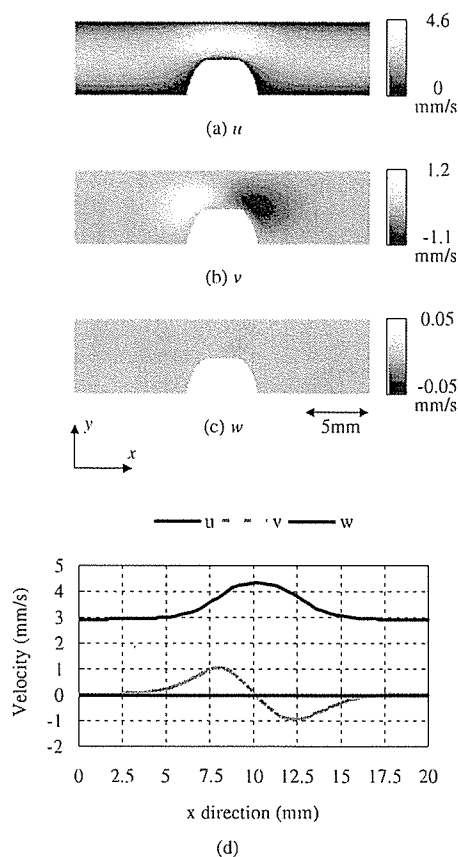 4.6
0
mm/s
(a) u
1.2
-1.1
mm/s
(b) v
0.05
-0.05
mm/s
(c) w
5mm
y
x
u v w
5
4
3
2
1
0
-1
-2
Velocity (mm/s)
0 2.5 5 7.5 10 12.5 15 17.5 20
x direction (mm)
(d)